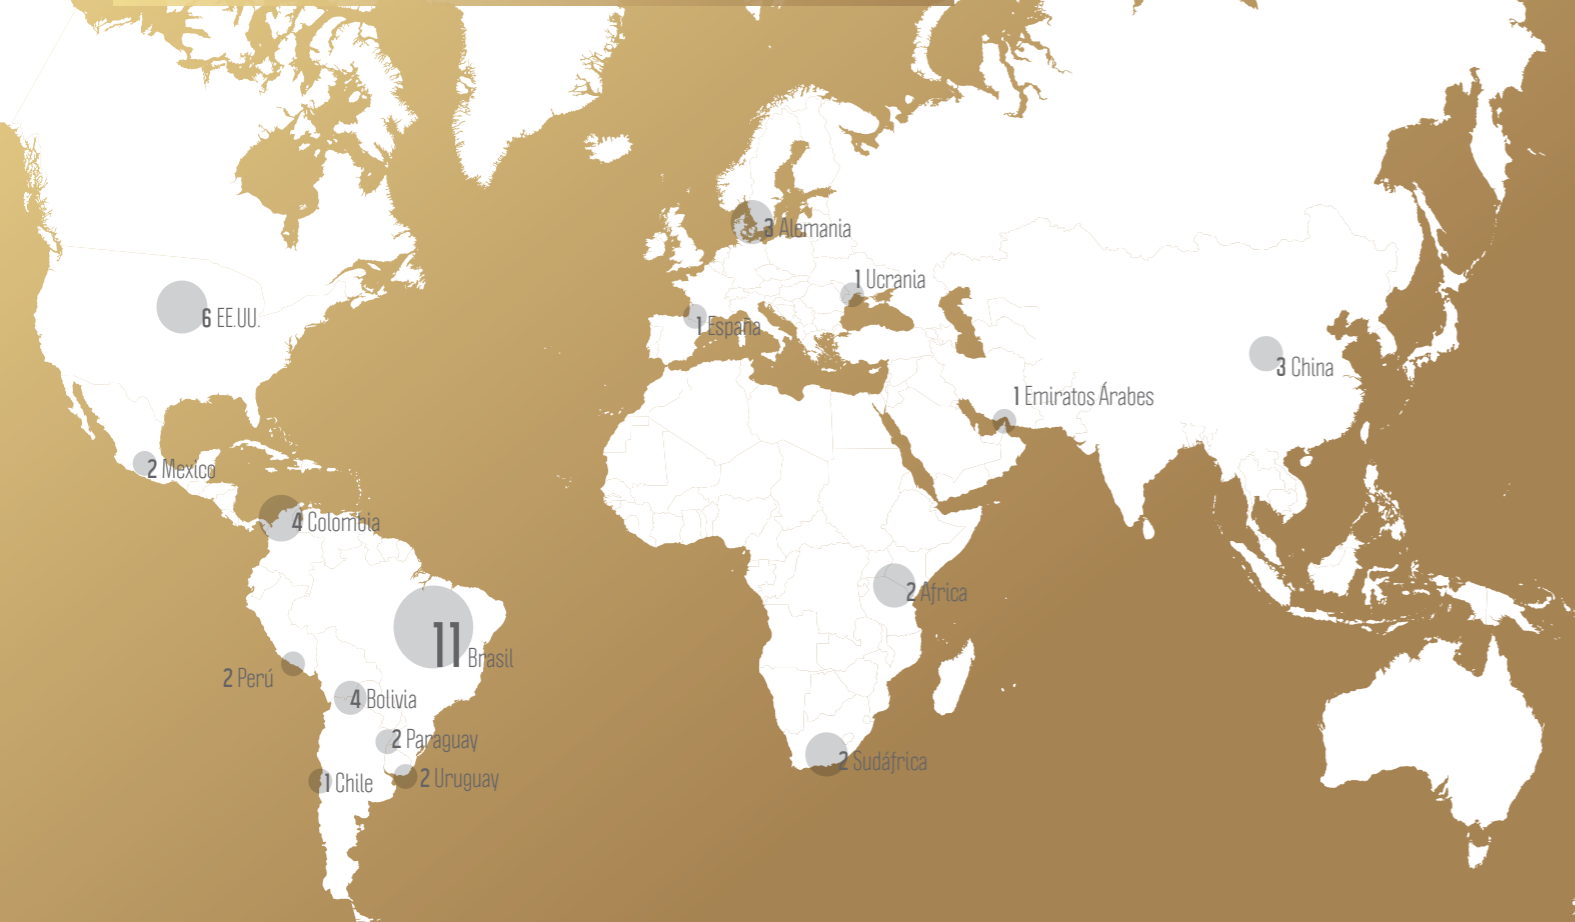 3 Alemania
1 Ucrania
6 EE.UU.
1 España
3 China
1 Emiratos Árabes
2 Mexico
4 Colombia
2 África
11 Brasil
2 Perú
4 Bolivia
2 Paraguay
2 Sudáfrica
1 Chile
2 Uruguay